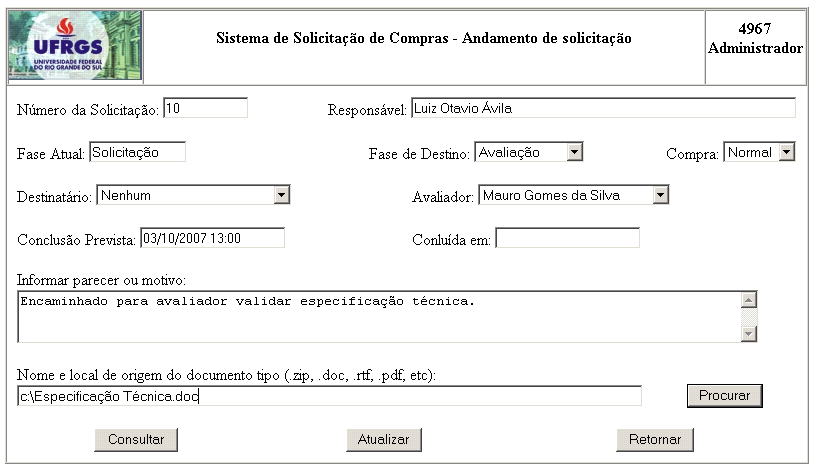 UFRGS
UNIVERSIDADE FEDERAL
DO RIO GRANDE DO SUL
Sistema de Solicitação de Compras - Andamento de solicitação
4967
Administrador
Número da Solicitação: 10 Responsável: Luiz Otavio Ávila
Fase Atual: Solicitação Fase de Destino: Avaliação Compra: Normal
Destinatário: Nenhum Avaliador: Mauro Gomes da Silva
Conclusão Prevista: 03/10/2007 13:00 Conluída em:
Informar parecer ou motivo:
Encaminhado para avaliador validar especificação técnica.
Nome e local de origem do documento tipo (.zip, .doc, .rtf, .pdf, etc):
c:\Especificação Técnica.doc Procurar
Consultar Atualizar Retornar